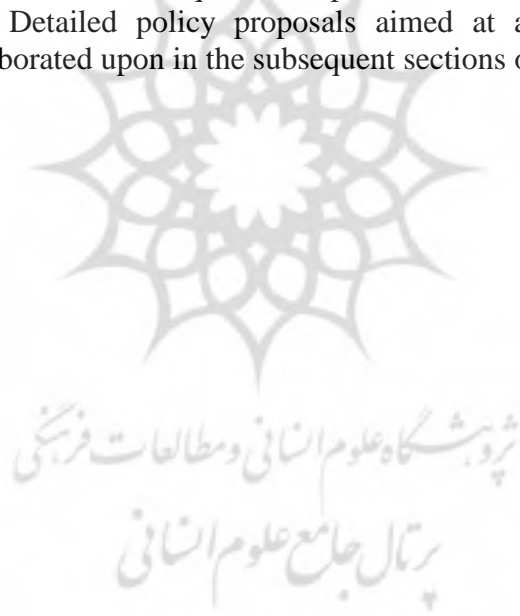 Detailed policy proposals aimed at a
borated upon in the subsequent sections o
پژوهشگاه علوم انسانی و مطالعات فرهنگی
پرتال جامع علوم انسانی